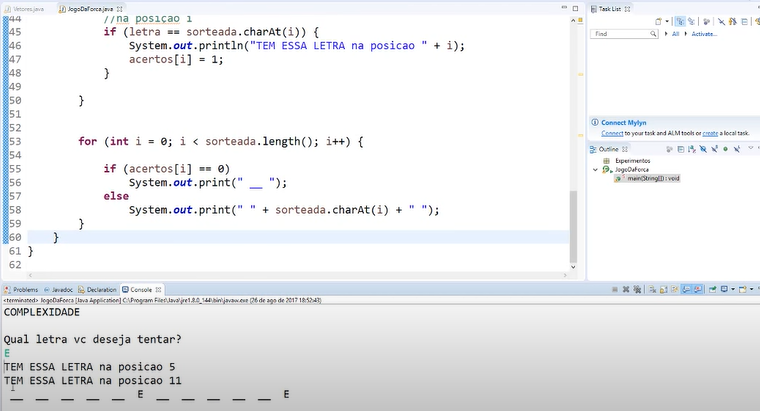 Vetores.java
JogoDaForca.java
44 //na posição i
45 if (letra == sorteada.charAt(i)) {
46 System.out.println("TEM ESSA LETRA na posicao " + i);
47 acertos[i] = 1;
48 }
49
50 }
51
52
53 for (int i = 0; i < sorteada.length(); i++) {
54
55 if (acertos[i] == 0)
56 System.out.print(" __ ");
57 else
58 System.out.print(" " + sorteada.charAt(i) + " ");
59 }
60 }
61 }
62
Task List
Find
All
Activate...
Connect Mylyn
Connect to your task and ALM tools or create a local task.
Outline
Experimentos
JogoDaForca
main(String[]) : void
Problems
Javadoc
Declaration
Console
<terminated> JogoDaForca [Java Application] C:\Program Files\Java\jre1.8.0_144\bin\javaw.exe (26 de ago de 2017 18:52:43)
COMPLEXIDADE
Qual letra vc deseja tentar?
E
TEM ESSA LETRA na posicao 5
TEM ESSA LETRA na posicao 11
__ __ __ __ __ E __ __ __ __ __ E